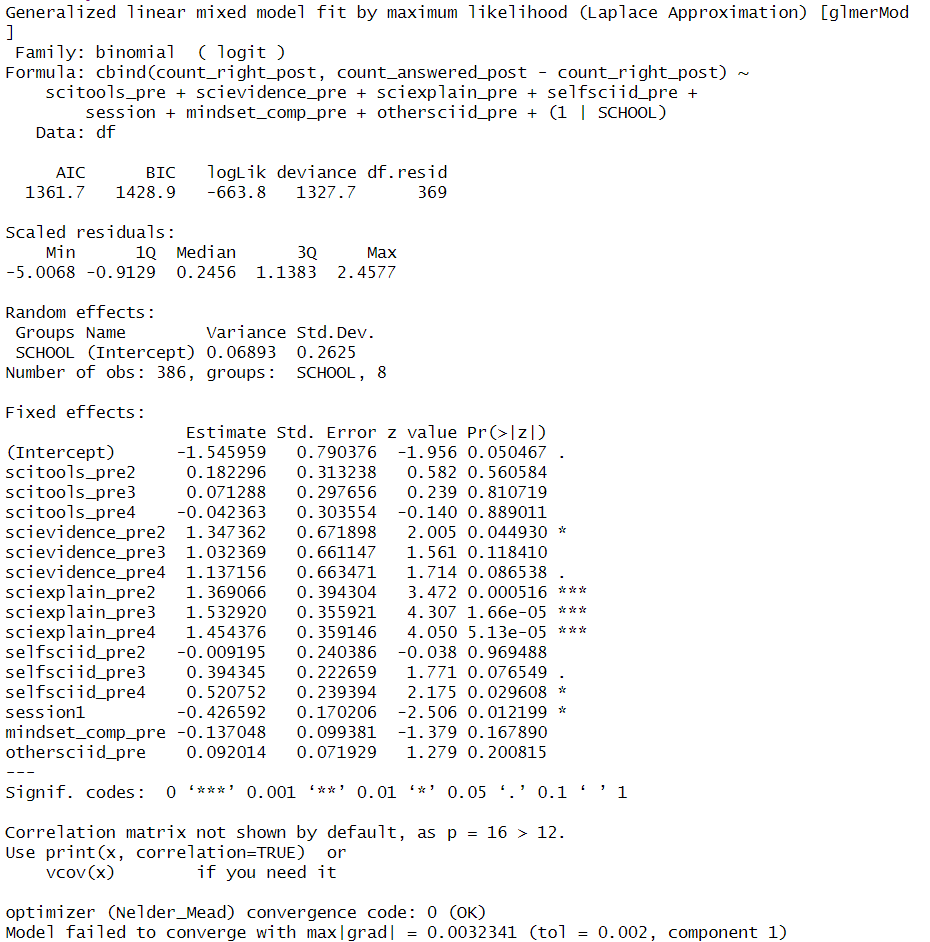 Generalized linear mixed model fit by maximum likelihood (Laplace Approximation) [glmerMod
]
 Family: binomial  ( logit )
Formula: cbind(count_right_post, count_answered_post - count_right_post) ~
    scitools_pre + scievidence_pre + sciexplain_pre + selfsciid_pre +
        session + mindset_comp_pre + othersciid_pre + (1 | SCHOOL)
   Data: df

     AIC      BIC   logLik deviance df.resid
  1361.7   1428.9   -663.8   1327.7      369

Scaled residuals:
    Min      1Q  Median      3Q     Max
-5.0068 -0.9129  0.2456  1.1383  2.4577

Random effects:
 Groups Name        Variance Std.Dev.
 SCHOOL (Intercept) 0.06893  0.2625
Number of obs: 386, groups:  SCHOOL, 8

Fixed effects:
                  Estimate Std. Error z value Pr(>|z|)
(Intercept)      -1.545959   0.790376  -1.956 0.050467 .
scitools_pre2     0.182296   0.313238   0.582 0.560584
scitools_pre3     0.071288   0.297656   0.239 0.810719
scitools_pre4    -0.042363   0.303554  -0.140 0.889011
scievidence_pre2  1.347362   0.671898   2.005 0.044930 *
scievidence_pre3  1.032369   0.661147   1.561 0.118410
scievidence_pre4  1.137156   0.663471   1.714 0.086538 .
sciexplain_pre2   1.369066   0.394304   3.472 0.000516 ***
sciexplain_pre3   1.532920   0.355921   4.307 1.66e-05 ***
sciexplain_pre4   1.454376   0.359146   4.050 5.13e-05 ***
selfsciid_pre2   -0.009195   0.240386  -0.038 0.969488
selfsciid_pre3    0.394345   0.222659   1.771 0.076549 .
selfsciid_pre4    0.520752   0.239394   2.175 0.029608 *
session1         -0.426592   0.170206  -2.506 0.012199 *
mindset_comp_pre -0.137048   0.099381  -1.379 0.167890
othersciid_pre    0.092014   0.071929   1.279 0.200815
---
Signif. codes:  0 ‘***’ 0.001 ‘**’ 0.01 ‘*’ 0.05 ‘.’ 0.1 ‘ ’ 1

Correlation matrix not shown by default, as p = 16 > 12.
Use print(x, correlation=TRUE)  or
    vcov(x)        if you need it

optimizer (Nelder_Mead) convergence code: 0 (OK)
Model failed to converge with max|grad| = 0.0032341 (tol = 0.002, component 1)